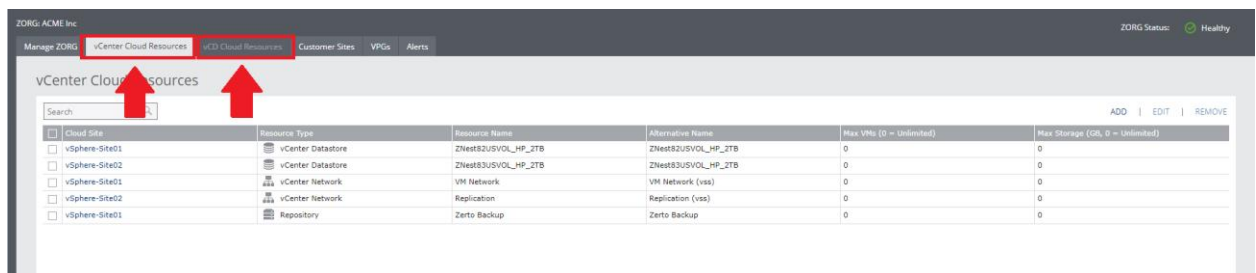 ZORG: ACME Inc
ZORG Status: Healthy
Manage ZORG vCenter Cloud Resources vCD Cloud Resources Customer Sites VPGs Alerts
vCenter Cloud Resources
Search ADD | EDIT | REMOVE
Cloud Site Resource Type Resource Name Alternative Name Max VMs (0 = Unlimited) Max Storage (GB, 0 = Unlimited)
vSphere-Site01 vCenter Datastore ZNest82USVOL_HP_2TB ZNest82USVOL_HP_2TB 0 0
vSphere-Site02 vCenter Datastore ZNest83USVOL_HP_2TB ZNest83USVOL_HP_2TB 0 0
vSphere-Site01 vCenter Network VM Network VM Network (vss) 0 0
vSphere-Site02 vCenter Network Replication Replication (vss) 0 0
vSphere-Site01 Repository Zerto Backup Zerto Backup 0 0